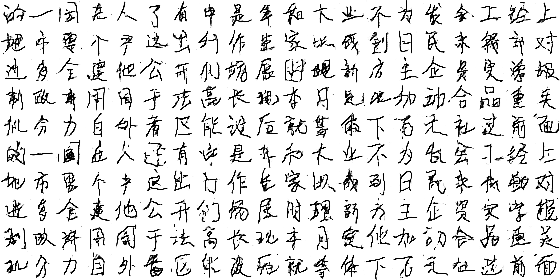 的一国在人了有中是年和大业不为发会工经上
地市要个产这出行作生家以成到日民来我部对
进多全建他公开们场展时理新方主企资实学报
制政济用同于法高长现本月定化加动合品重关
机分力自外者区能设后就等体下万元社过前面
的一国在人了有中是年和大业不为发会工经上
地市要个产这出行作生家以成到日民来我部对
进多全建他公开们场展时理新方主企资实学报
制政济用同于法高长现本月定化加动合品重关
机分力自外者区能设后就等体下万元社过前面